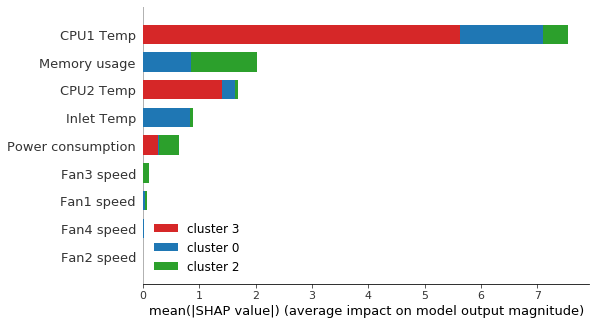 CPU1 Temp
Memory usage
CPU2 Temp
Inlet Temp
Power consumption
Fan3 speed
Fan1 speed
Fan4 speed
Fan2 speed
cluster 3
cluster 0
cluster 2
0 1 2 3 4 5 6 7
mean(|SHAP value|) (average impact on model output magnitude)